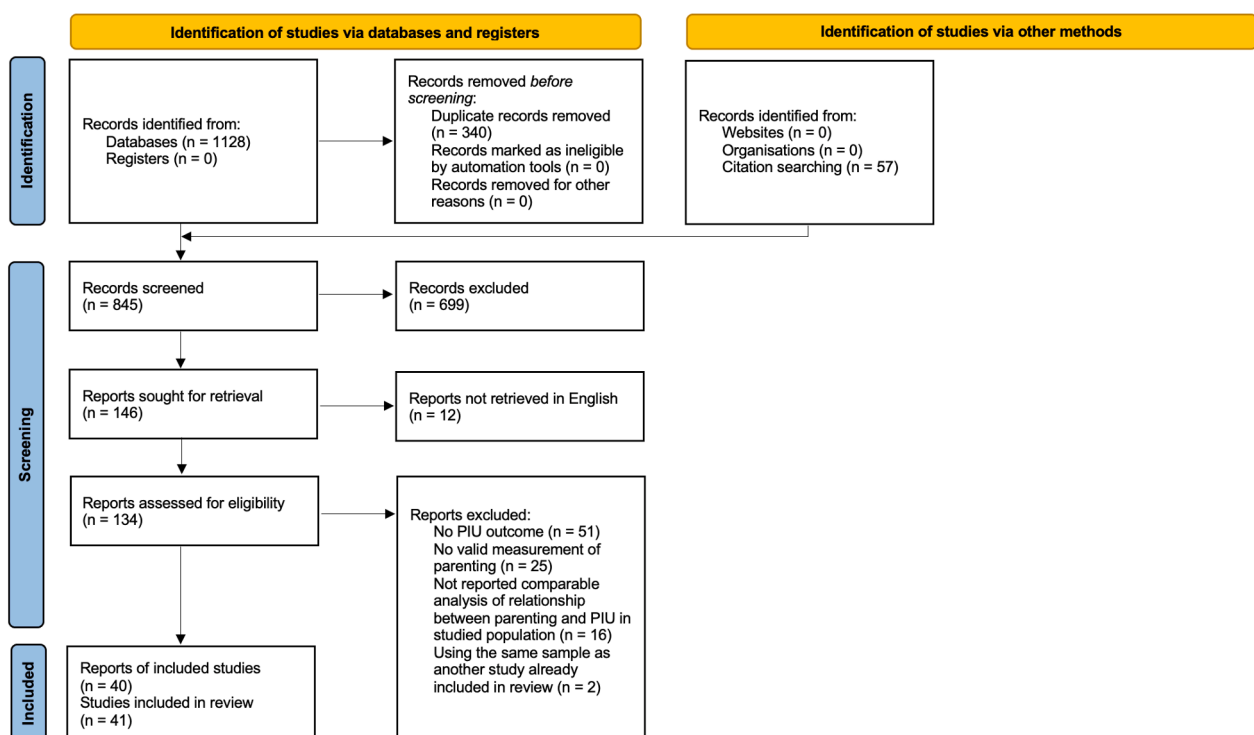 Identification of studies via databases and registers
Identification of studies via other methods
Identification
Records identified from:
Databases (n = 1128)
Registers (n = 0)
Records removed before
screening:
Duplicate records removed
(n = 340)
Records marked as ineligible
by automation tools (n = 0)
Records removed for other
reasons (n = 0)
Records identified from:
Websites (n = 0)
Organisations (n = 0)
Citation searching (n = 57)
Screening
Records screened
(n = 845)
Records excluded
(n = 699)
Reports sought for retrieval
(n = 146)
Reports not retrieved in English
(n = 12)
Reports assessed for eligibility
(n = 134)
Reports excluded:
No PIU outcome (n = 51)
No valid measurement of
parenting (n = 25)
Not reported comparable
analysis of relationship
between parenting and PIU in
studied population (n = 16)
Using the same sample as
another study already
included in review (n = 2)
Included
Reports of included studies
(n = 40)
Studies included in review
(n = 41)